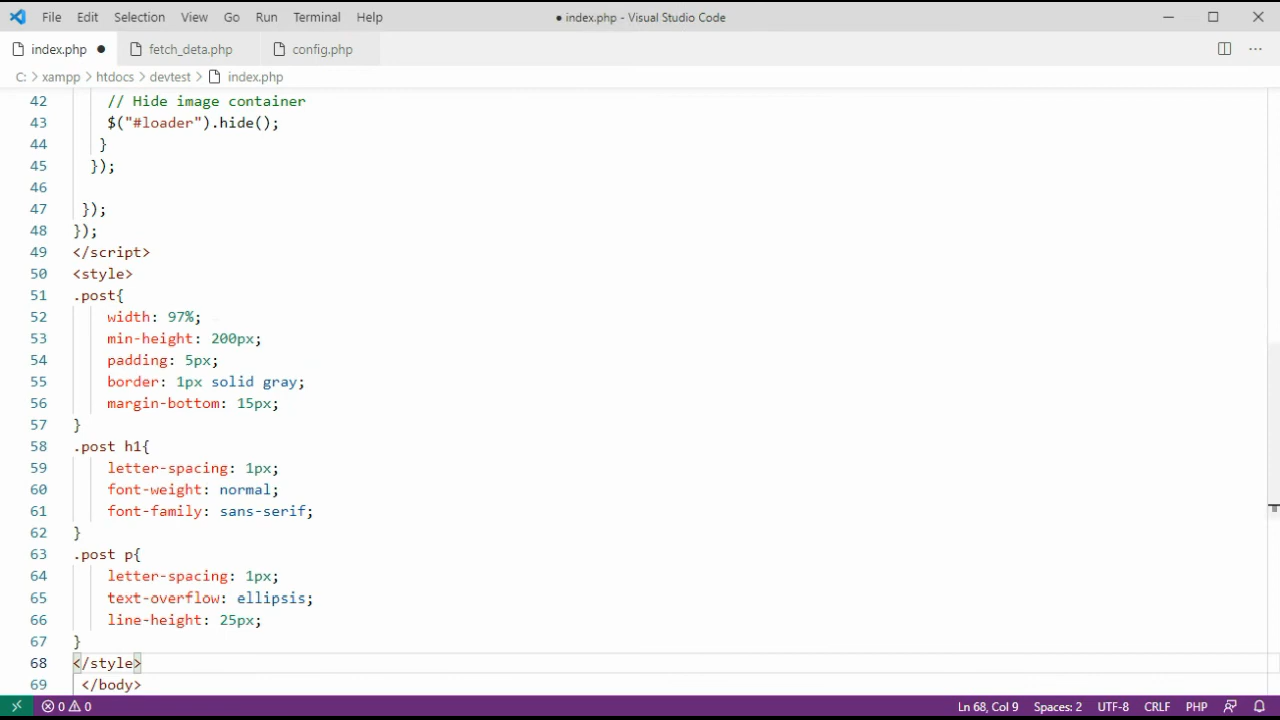 File Edit Selection View Go Run Terminal Help ● index.php - Visual Studio Code
index.php ● fetch_deta.php config.php
C: > xampp > htdocs > devtest > index.php
42 // Hide image container
43 $("#loader").hide();
44 }
45 });
46
47 });
48 });
49 </script>
50 <style>
51 .post{
52 width: 97%;
53 min-height: 200px;
54 padding: 5px;
55 border: 1px solid gray;
56 margin-bottom: 15px;
57 }
58 .post h1{
59 letter-spacing: 1px;
60 font-weight: normal;
61 font-family: sans-serif;
62 }
63 .post p{
64 letter-spacing: 1px;
65 text-overflow: ellipsis;
66 line-height: 25px;
67 }
68 </style>
69 </body>
0 0 Ln 68, Col 9 Spaces: 2 UTF-8 CRLF PHP